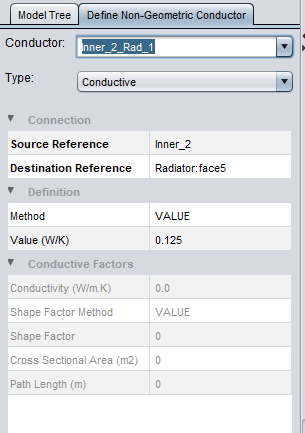 Model Tree Define Non-Geometric Conductor
Conductor: Inner_2_Rad_1
Type: Conductive
Connection
Source Reference Inner_2
Destination Reference Radiator:face5
Definition
Method VALUE
Value (W/K) 0.125
Conductive Factors
Conductivity (W/m.K) 0.0
Shape Factor Method VALUE
Shape Factor 0
Cross Sectional Area (m2) 0
Path Length (m) 0